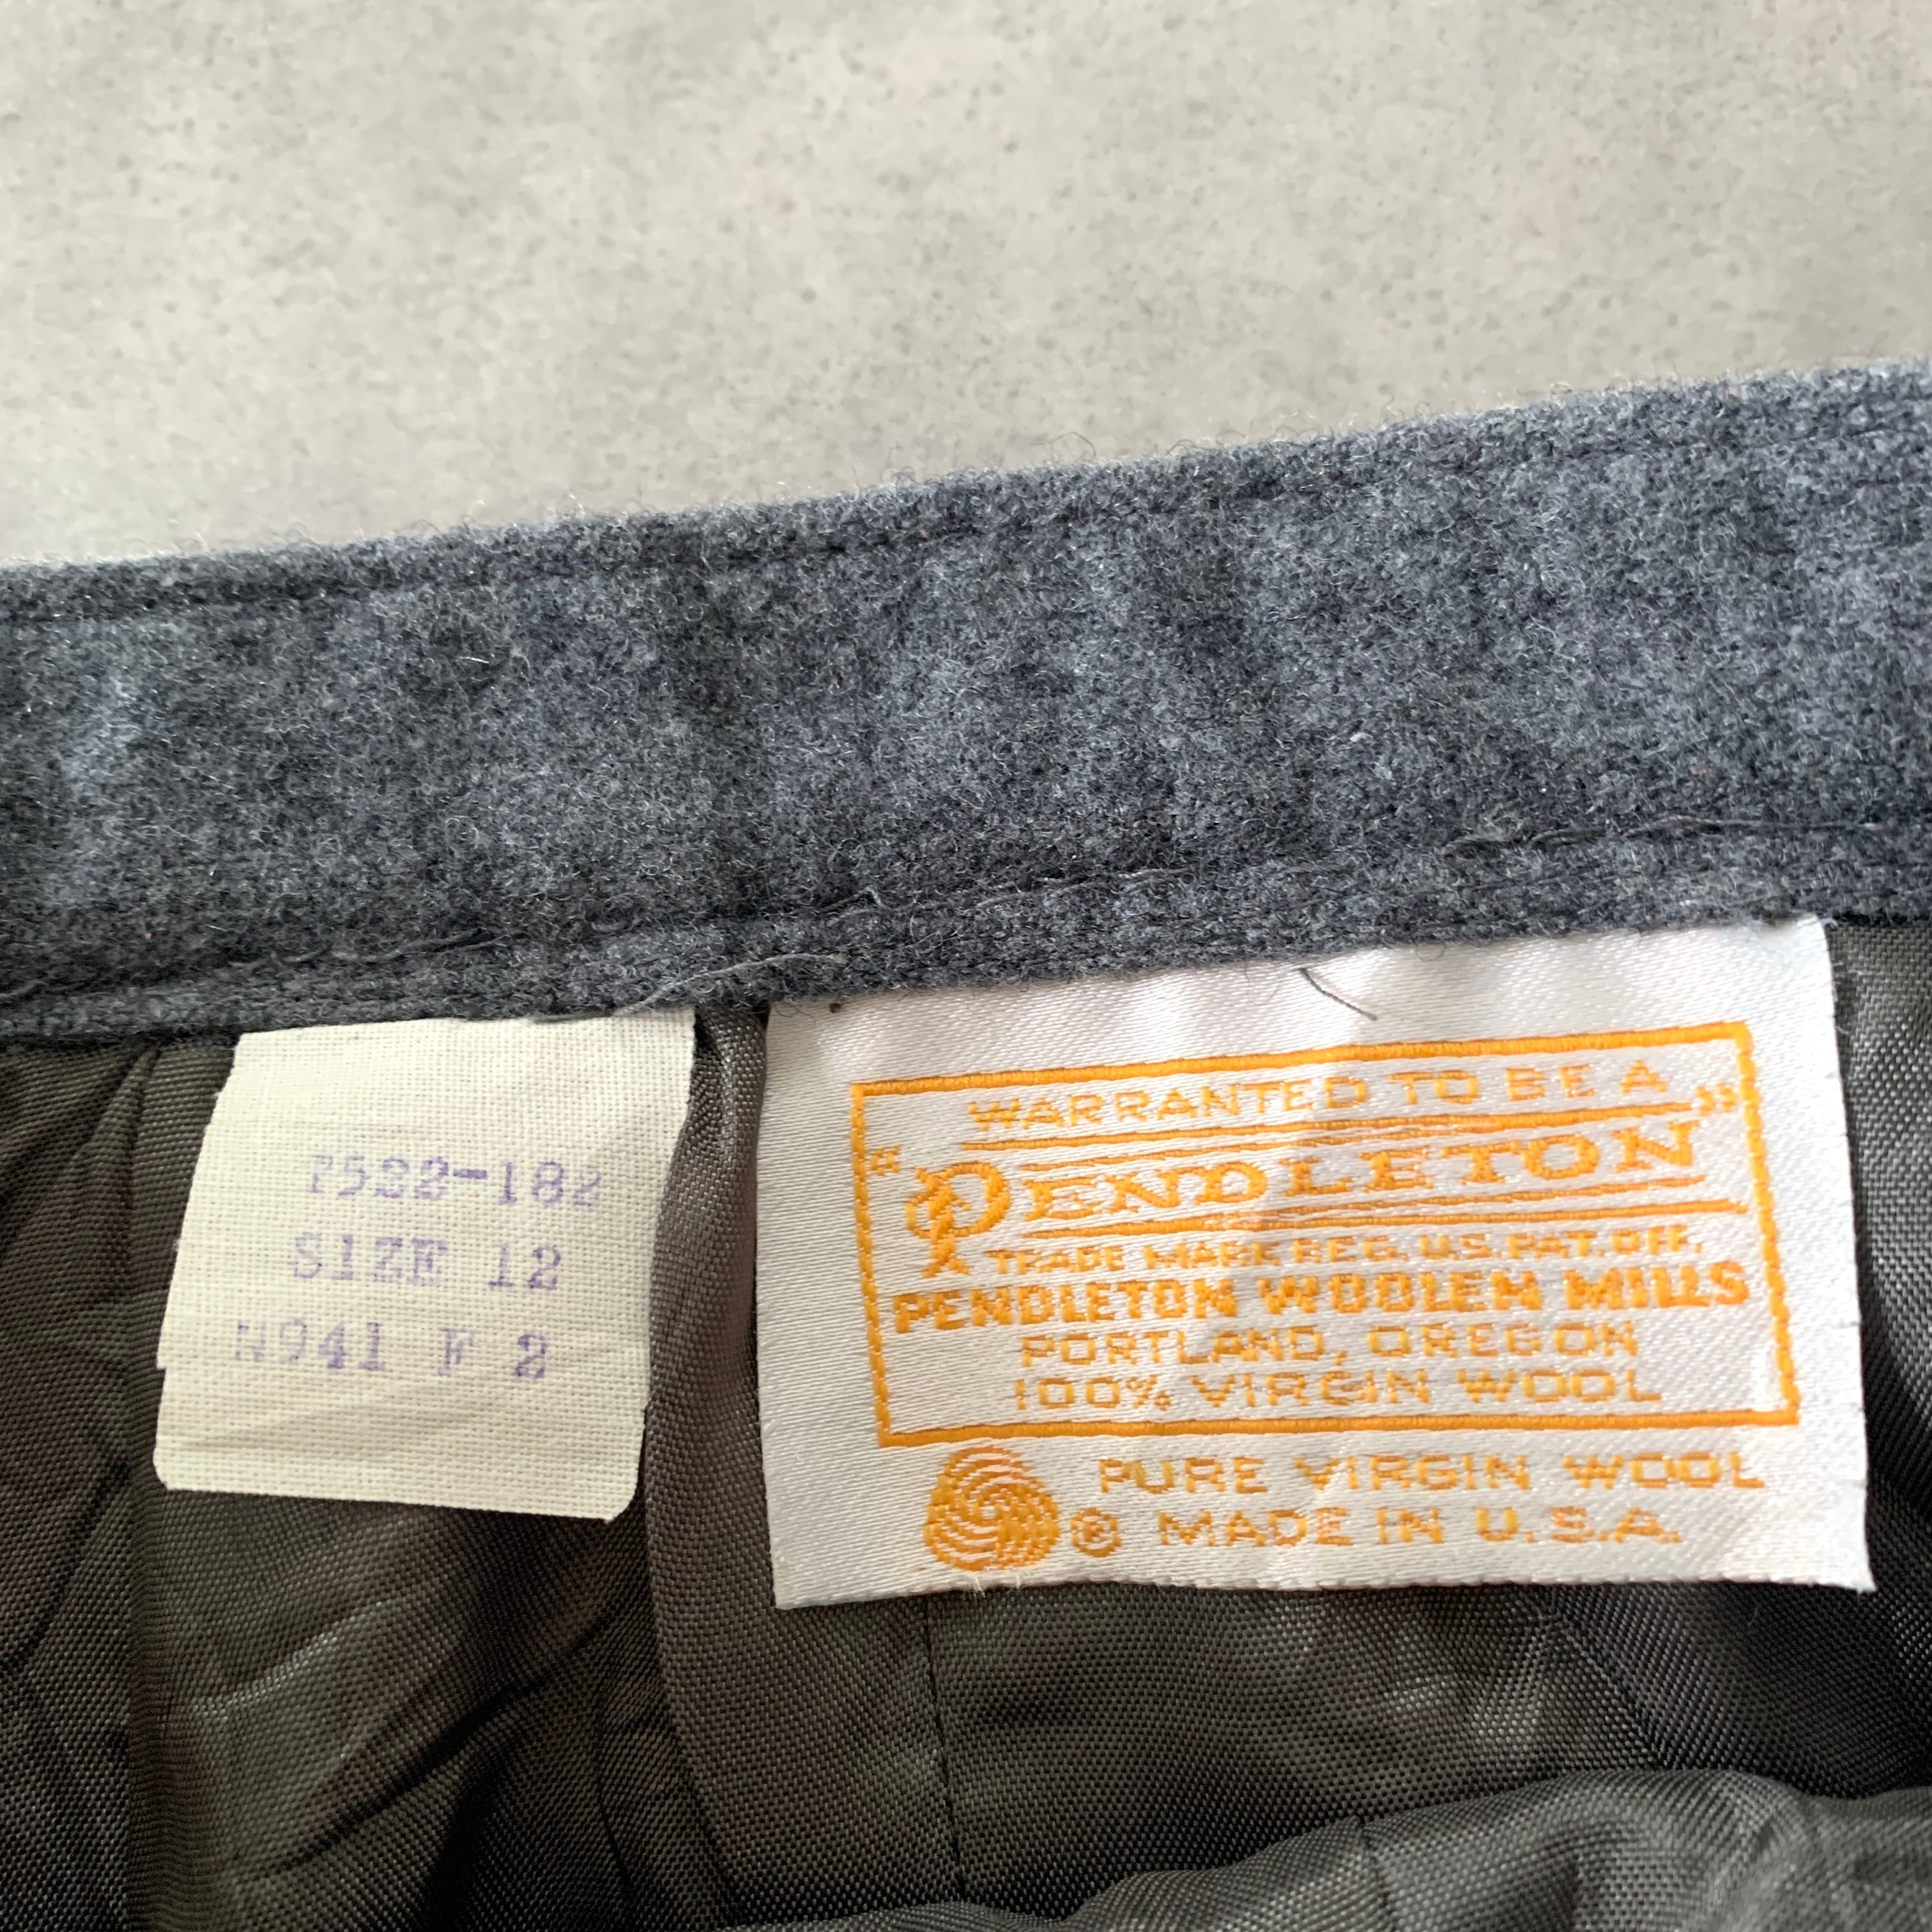 7522-182
SIZE 12
N941 F 2
WARRANTED TO BE A
"PENDLETON"
TRADE MARK REG. U.S. PAT. OFF.
PENDLETON WOOLEN MILLS
PORTLAND, OREGON
100% VIRGIN WOOL
PURE VIRGIN WOOL
® MADE IN U.S.A.